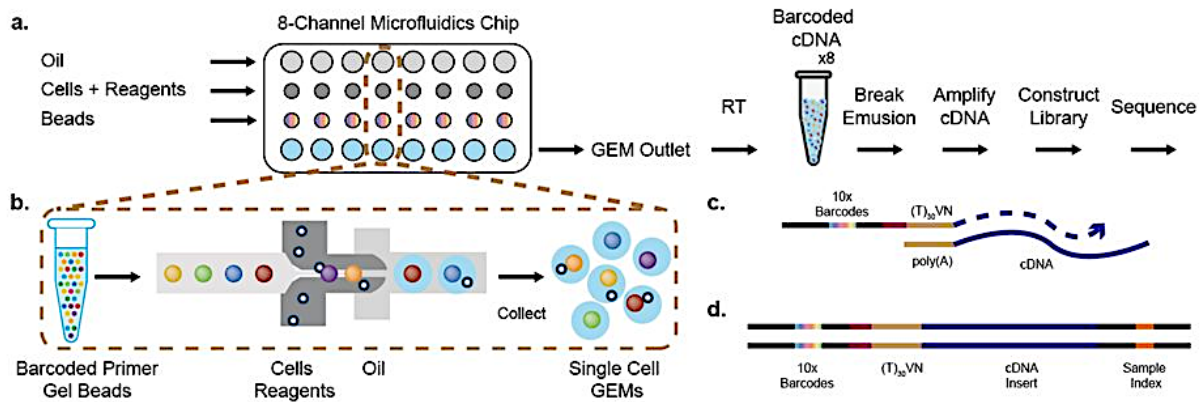 a.
8-Channel Microfluidics Chip
Oil
Cells + Reagents
Beads
GEM Outlet
RT
Barcoded
cDNA
x8
Break
Emusion
Amplify
cDNA
Construct
Library
Sequence
b.
Collect
Barcoded Primer
Gel Beads
Cells
Reagents
Oil
Single Cell
GEMs
c.
10x
Barcodes
(T)30VN
poly(A)
cDNA
d.
10x
Barcodes
(T)30VN
cDNA
Insert
Sample
Index